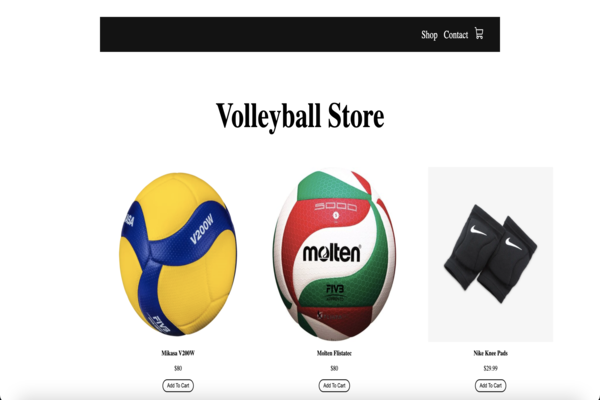 Shop Contact
Volleyball Store
MIKASA
V200W
FIVB
5000
molten
FIVB
Mikasa V200W
Molten Flistatec
Nike Knee Pads
$80
$80
$29.99
Add To Cart
Add To Cart
Add To Cart